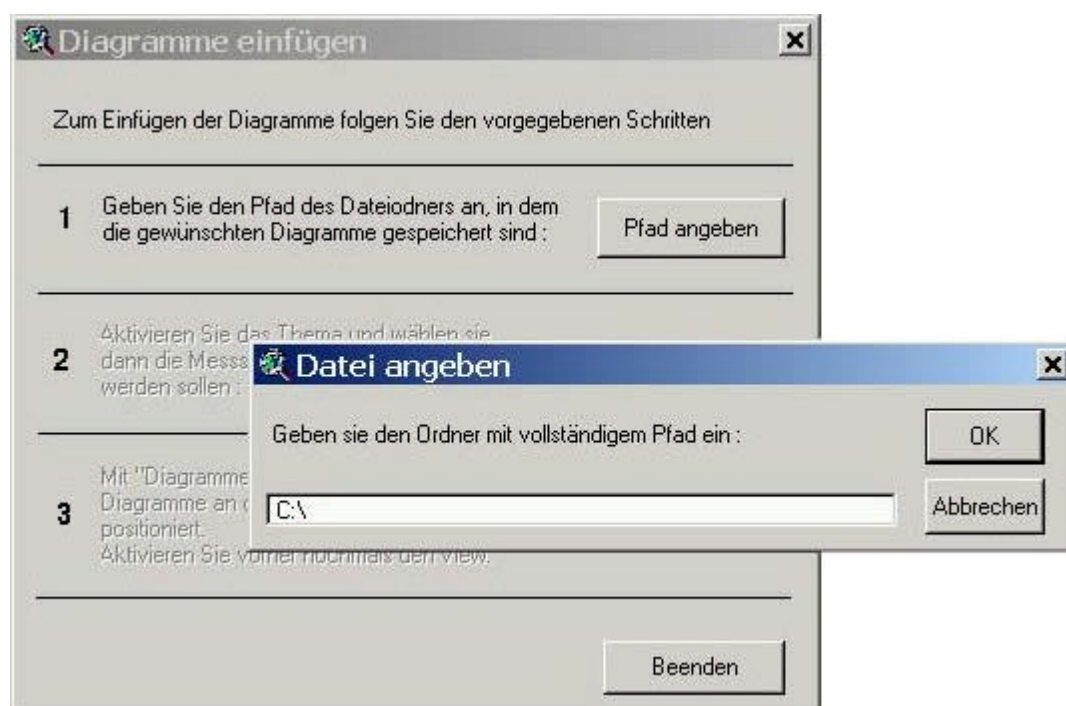 Diagramme einfügen
Zum Einfügen der Diagramme folgen Sie den vorgegebenen Schritten
1
Geben Sie den Pfad des Dateiodners an, in dem
die gewünschten Diagramme gespeichert sind :
Pfad angeben
2
Aktivieren Sie das Thema und wählen sie
dann die Messs
werden sollen :
Datei angeben
Geben sie den Ordner mit vollständigem Pfad ein :
OK
C:\
Abbrechen
3
Mit "Diagramme
Diagramme an
positioniert.
Aktivieren Sie vorher nochmals den View.
Beenden